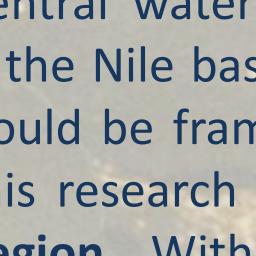 entral water
the Nile bas
ould be fram
is research
egion. With